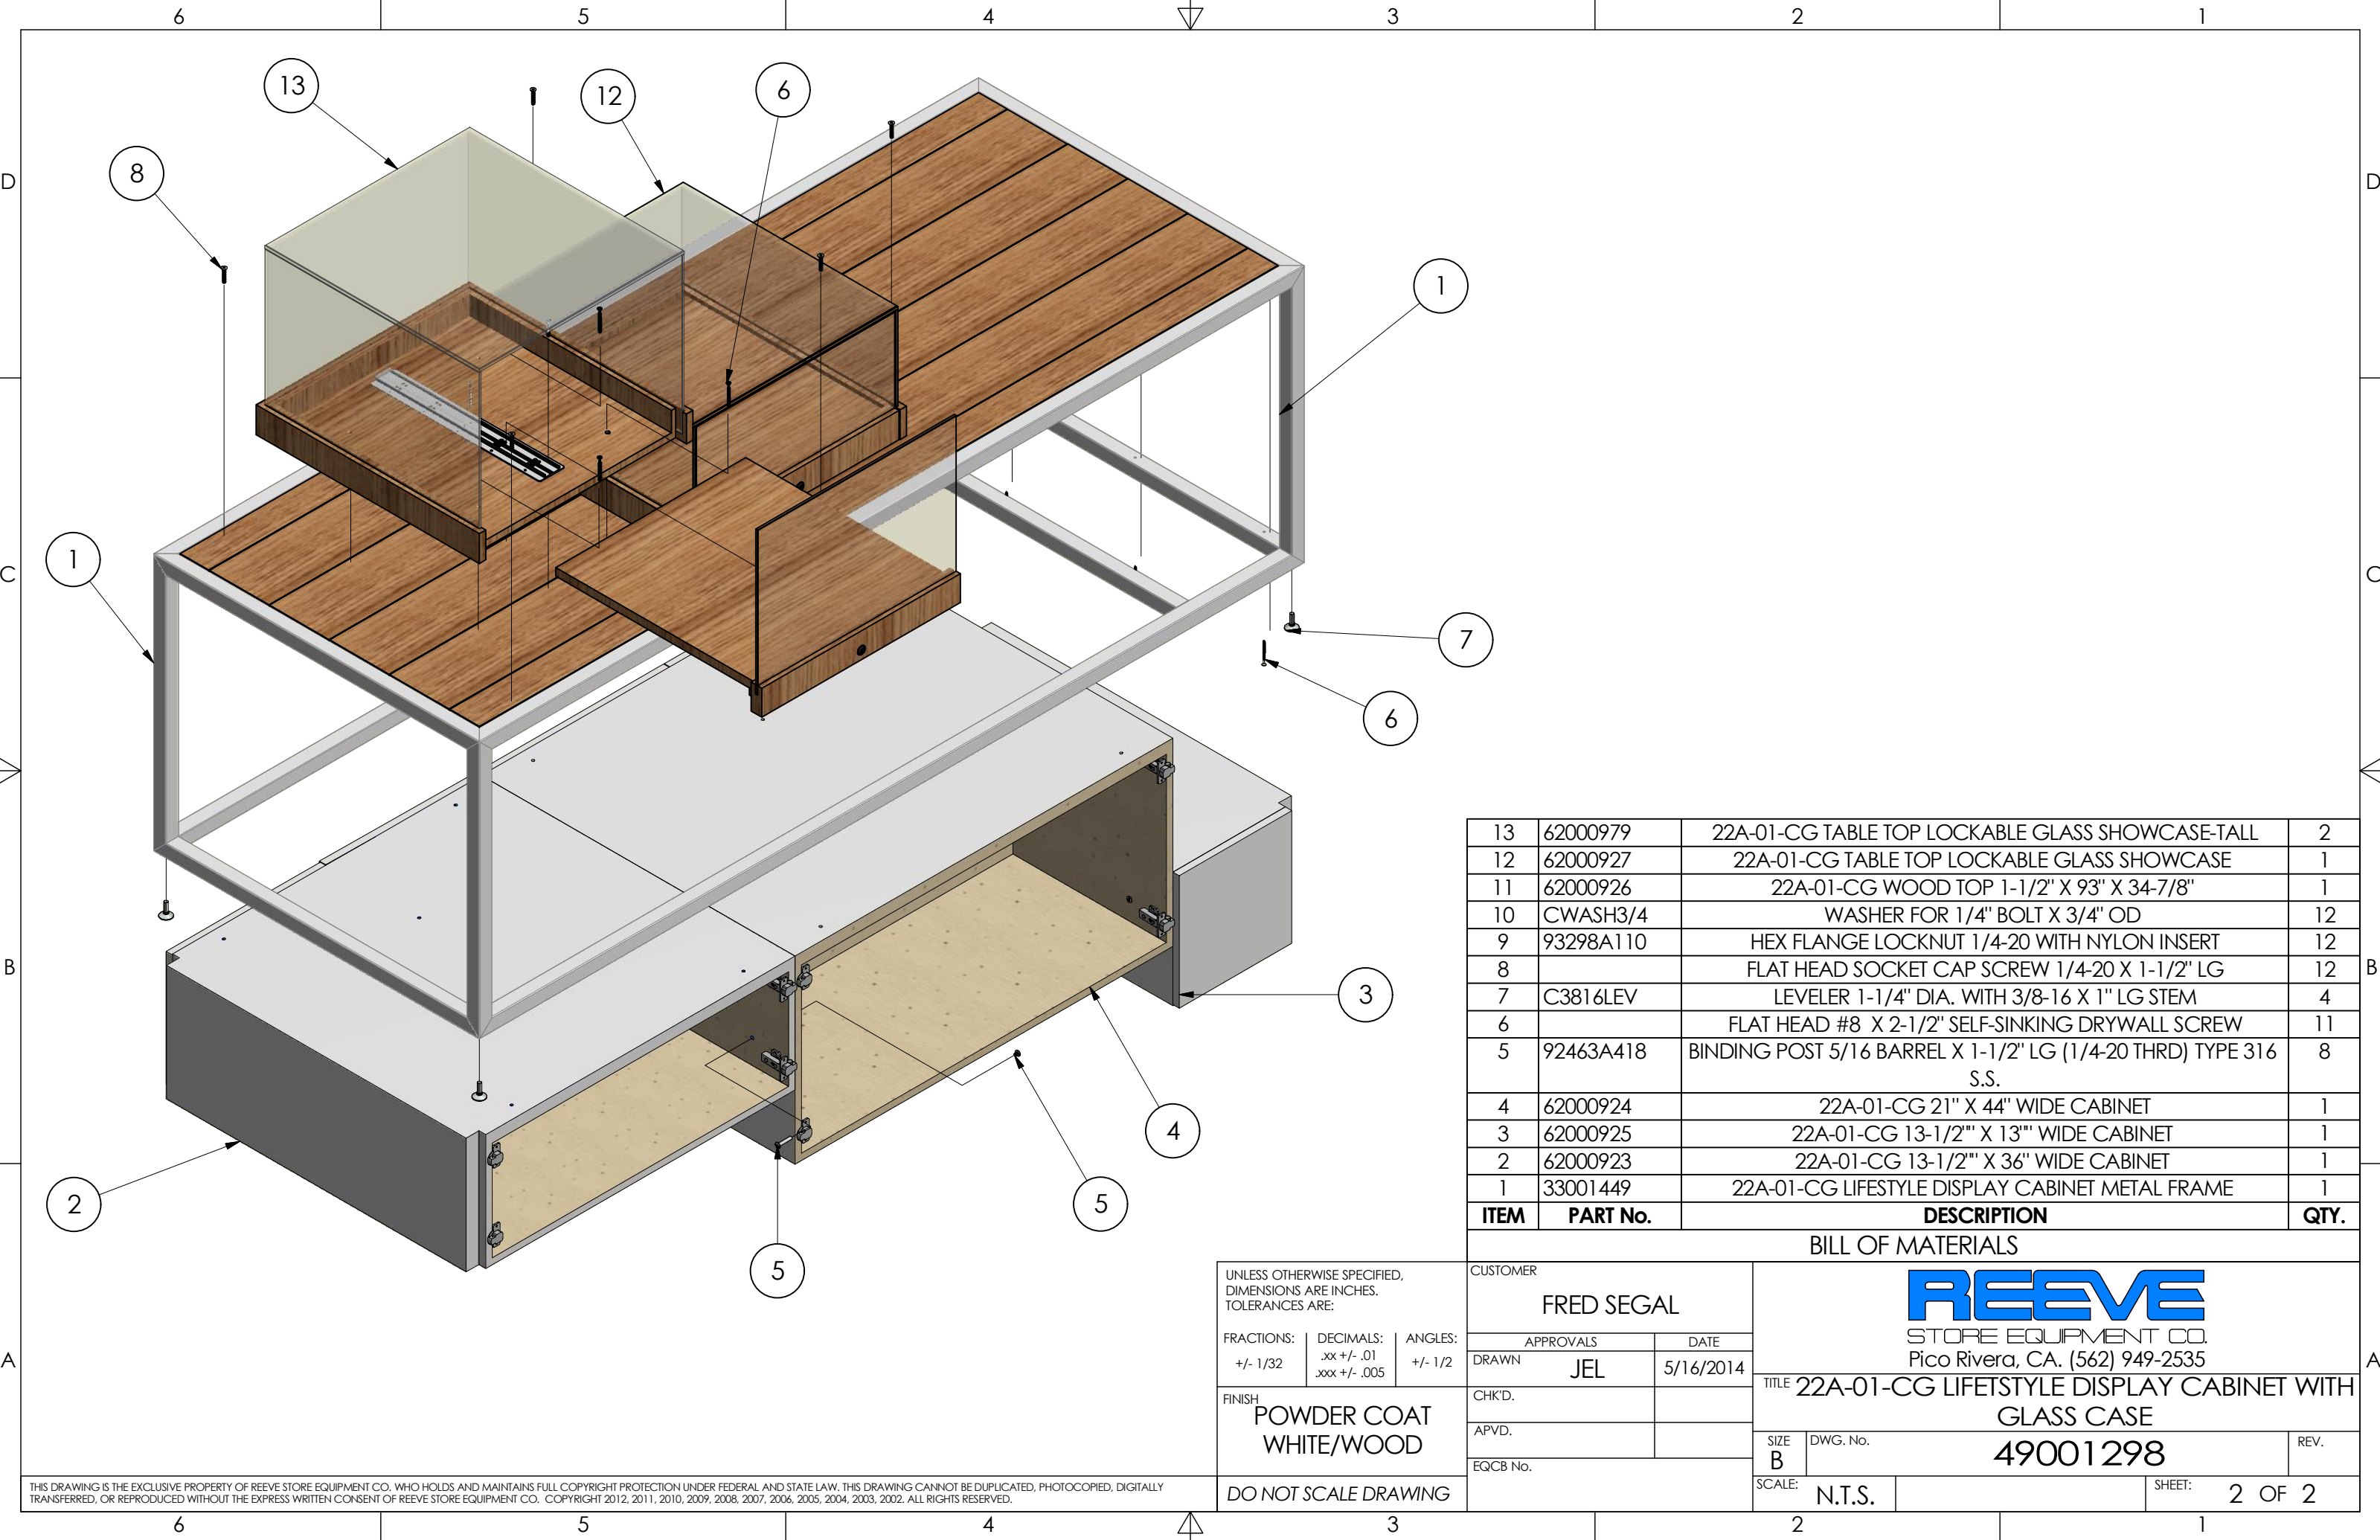 6 5 4 3 2 1
D D
C C
B B
A A
13
12
6
8
1
1
7
6
3
4
5
5
2
13 62000979 22A-01-CG TABLE TOP LOCKABLE GLASS SHOWCASE-TALL 2
12 62000927 22A-01-CG TABLE TOP LOCKABLE GLASS SHOWCASE 1
11 62000926 22A-01-CG WOOD TOP 1-1/2" X 93" X 34-7/8" 1
10 CWASH3/4 WASHER FOR 1/4" BOLT X 3/4" OD 12
9 93298A110 HEX FLANGE LOCKNUT 1/4-20 WITH NYLON INSERT 12
8 FLAT HEAD SOCKET CAP SCREW 1/4-20 X 1-1/2" LG 12
7 C3816LEV LEVELER 1-1/4" DIA. WITH 3/8-16 X 1" LG STEM 4
6 FLAT HEAD #8 X 2-1/2" SELF-SINKING DRYWALL SCREW 11
5 92463A418 BINDING POST 5/16 BARREL X 1-1/2" LG (1/4-20 THRD) TYPE 316 8
S.S.
4 62000924 22A-01-CG 21" X 44" WIDE CABINET 1
3 62000925 22A-01-CG 13-1/2"" X 13"" WIDE CABINET 1
2 62000923 22A-01-CG 13-1/2"" X 36" WIDE CABINET 1
1 33001449 22A-01-CG LIFESTYLE DISPLAY CABINET METAL FRAME 1
ITEM PART No. DESCRIPTION QTY.
BILL OF MATERIALS
UNLESS OTHERWISE SPECIFIED,
DIMENSIONS ARE INCHES.
TOLERANCES ARE:
FRACTIONS: DECIMALS: ANGLES:
+/- 1/32 .xx +/- .01 +/- 1/2
.xxx +/- .005
FINISH
POWDER COAT
WHITE/WOOD
DO NOT SCALE DRAWING
CUSTOMER
FRED SEGAL
APPROVALS DATE
DRAWN JEL 5/16/2014
CHK'D.
APVD.
EQCB No.
REEVE
STORE EQUIPMENT CO.
Pico Rivera, CA. (562) 949-2535
TITLE 22A-01-CG LIFETSTYLE DISPLAY CABINET WITH
GLASS CASE
SIZE B DWG. No. 49001298 REV.
SCALE: N.T.S. SHEET: 2 OF 2
THIS DRAWING IS THE EXCLUSIVE PROPERTY OF REEVE STORE EQUIPMENT CO. WHO HOLDS AND MAINTAINS FULL COPYRIGHT PROTECTION UNDER FEDERAL AND STATE LAW. THIS DRAWING CANNOT BE DUPLICATED, PHOTOCOPIED, DIGITALLY
TRANSFERRED, OR REPRODUCED WITHOUT THE EXPRESS WRITTEN CONSENT OF REEVE STORE EQUIPMENT CO. COPYRIGHT 2012, 2011, 2010, 2009, 2008, 2007, 2006, 2005, 2004, 2003, 2002. ALL RIGHTS RESERVED.
6 5 4 3 2 1